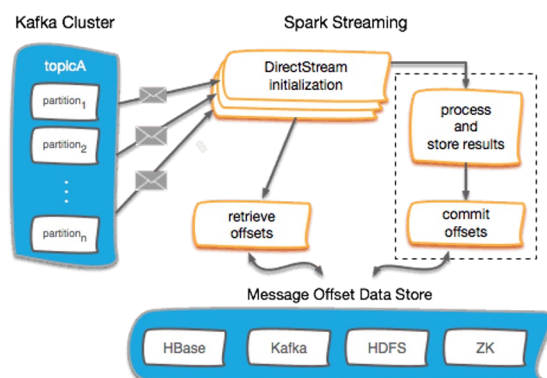 Kafka Cluster
Spark Streaming
topicA
partition1
partition2
partitionn
DirectStream
initialization
process
and
store results
retrieve
offsets
commit
offsets
Message Offset Data Store
HBase
Kafka
HDFS
ZK